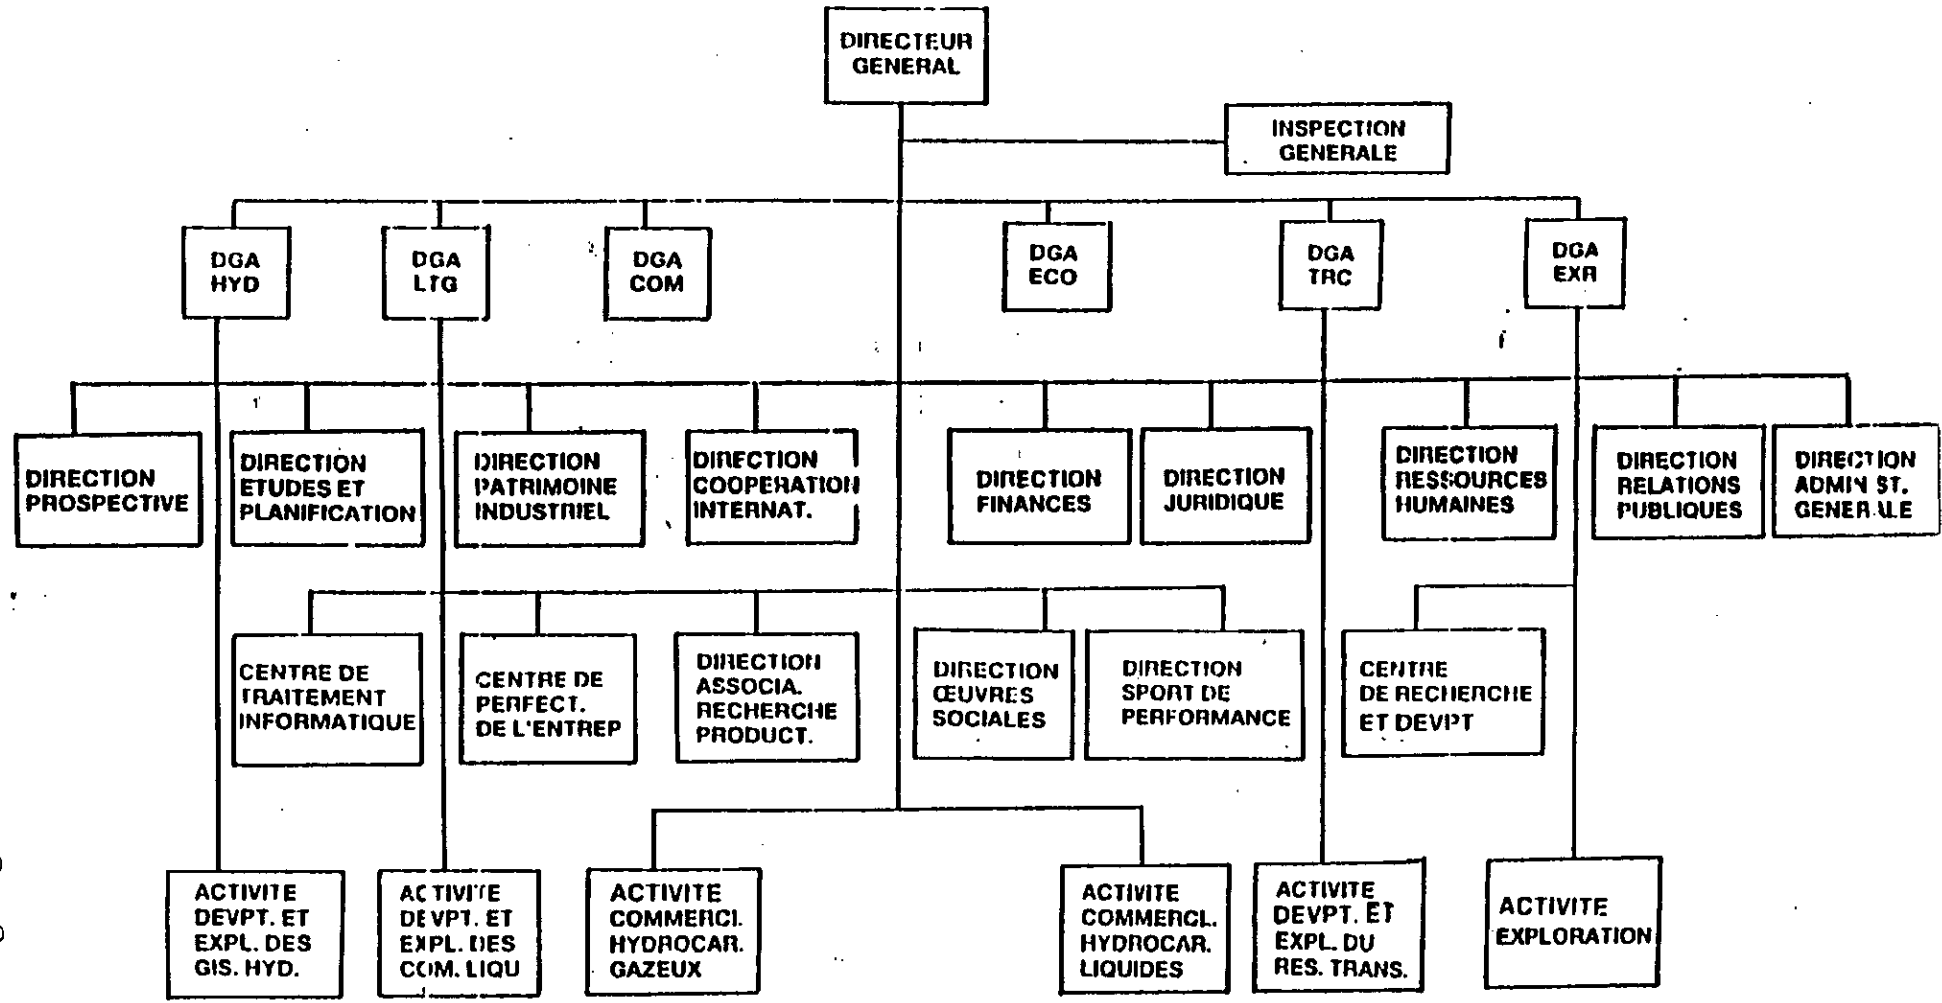 DIRECTEUR
GENERAL
INSPECTION
GENERALE
DGA
HYD
DGA
LTG
DGA
COM
DGA
ECO
DGA
TRC
DGA
EXR
DIRECTION
PROSPECTIVE
DIRECTION
ETUDES ET
PLANIFICATION
DIRECTION
PATRIMOINE
INDUSTRIEL
DIRECTION
COOPERATION
INTERNAT.
DIRECTION
FINANCES
DIRECTION
JURIDIQUE
DIRECTION
RESSOURCES
HUMAINES
DIRECTION
RELATIONS
PUBLIQUES
DIRECTION
ADMINIST.
GENERALE
CENTRE DE
TRAITEMENT
INFORMATIQUE
CENTRE DE
PERFECT.
DE L'ENTREP
DIRECTION
ASSOCIA.
RECHERCHE
PRODUCT.
DIRECTION
ŒUVRES
SOCIALES
DIRECTION
SPORT DE
PERFORMANCE
CENTRE
DE RECHERCHE
ET DEVPT
ACTIVITE
DEVPT. ET
EXPL. DES
GIS. HYD.
ACTIVITE
DEVPT. ET
EXPL. DES
COM. LIQU
ACTIVITE
COMMERCL.
HYDROCAR.
GAZEUX
ACTIVITE
COMMERCL.
HYDROCAR.
LIQUIDES
ACTIVITE
DEVPT. ET
EXPL. DU
RES. TRANS.
ACTIVITE
EXPLORATION